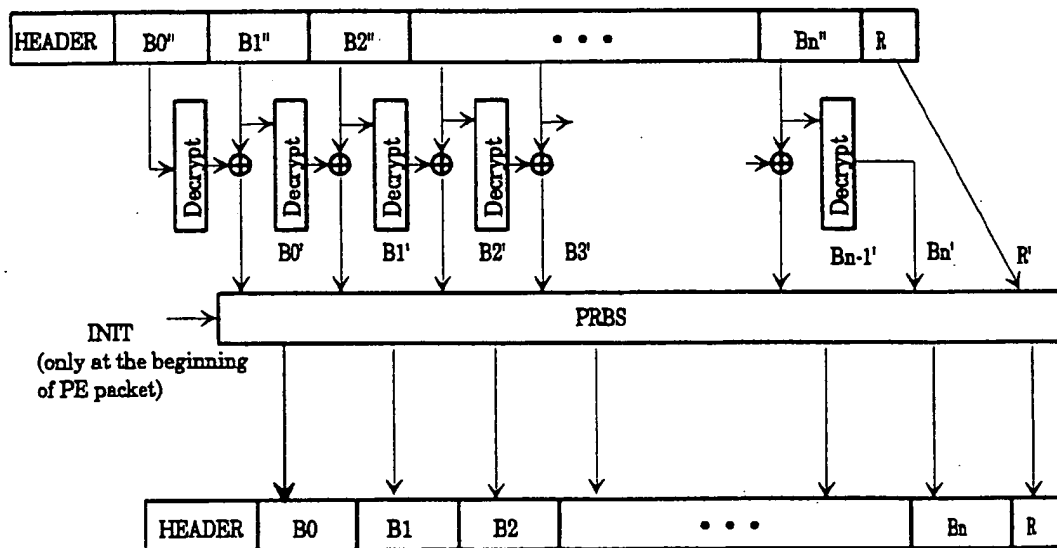 HEADER B0" B1" B2" • • • Bn" R
Decrypt Decrypt Decrypt Decrypt Decrypt
B0' B1' B2' B3' Bn-1' Bn' R'
PRBS
INIT
(only at the beginning
of PE packet)
HEADER B0 B1 B2 • • • Bn R